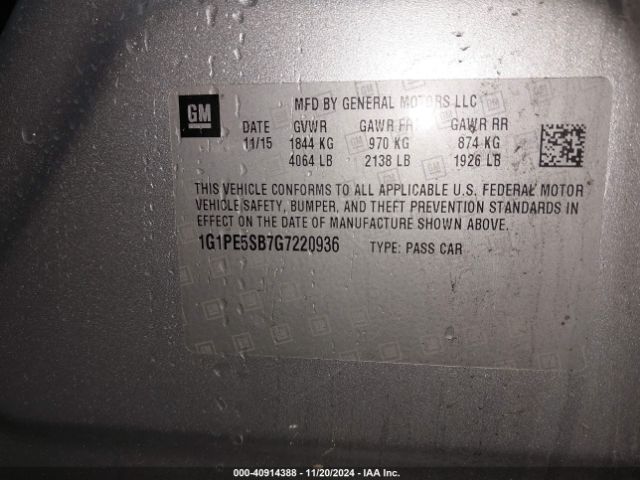 GM
MFD BY GENERAL MOTORS LLC
DATE GVWR GAWR FR GAWR RR
11/15 1844 KG 970 KG 874 KG
4064 LB 2138 LB 1926 LB
THIS VEHICLE CONFORMS TO ALL APPLICABLE U.S. FEDERAL MOTOR
VEHICLE SAFETY, BUMPER, AND THEFT PREVENTION STANDARDS IN
EFFECT ON THE DATE OF MANUFACTURE SHOWN ABOVE.
1G1PE5SB7G7220936 TYPE: PASS CAR
000-40914388 - 11/20/2024 - IAA Inc.